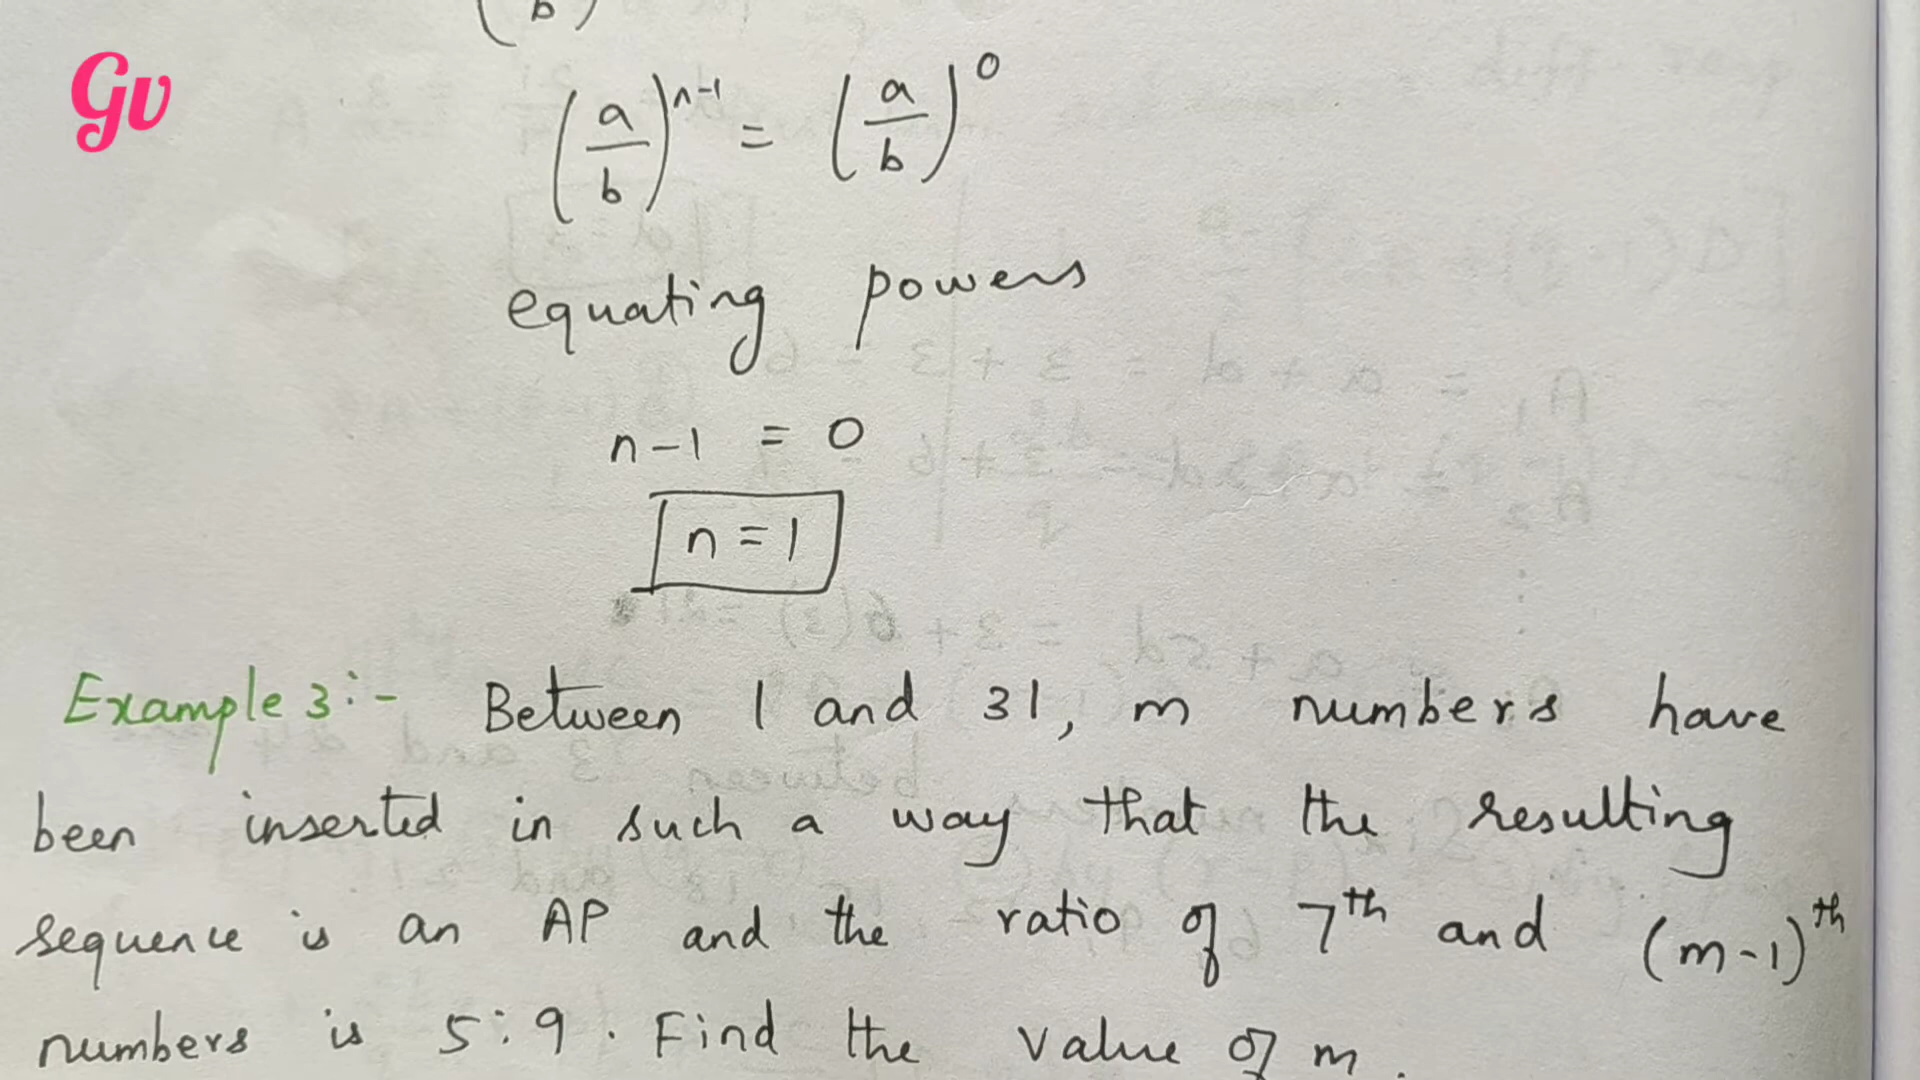 Gv
b)
(a/b)^(n-1) = (a/b)^0
equating powers
n-1 = 0
n=1
Example 3:- Between 1 and 31, m numbers have
been inserted in such a way that the resulting
sequence is an AP and the ratio of 7th and (m-1)th
numbers is 5:9. Find the value of m.